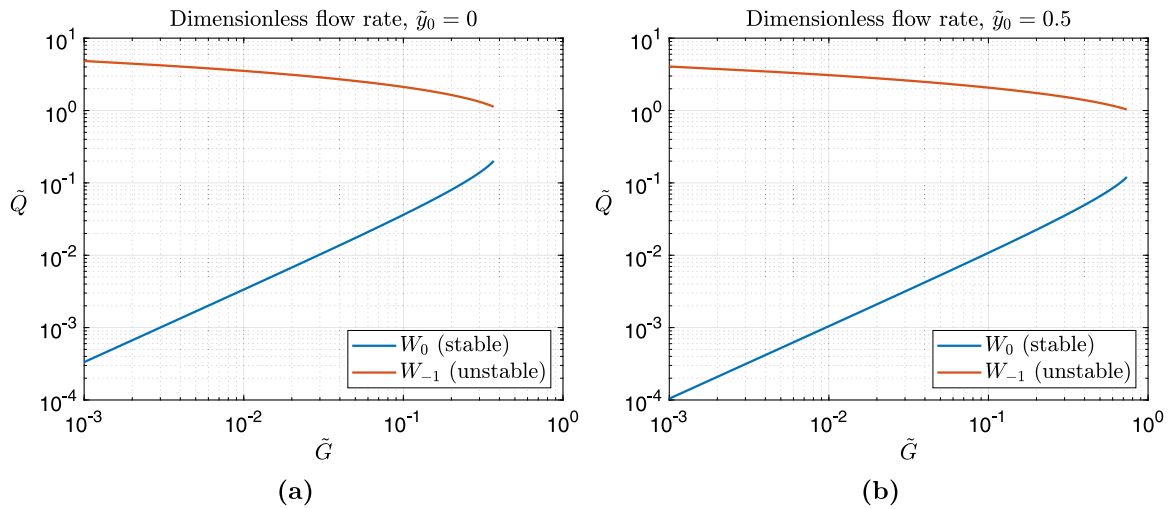 Dimensionless flow rate, ỹ₀ = 0
10¹
10⁰
10⁻¹
Q̃
10⁻²
10⁻³
10⁻⁴
W₀ (stable)
W₋₁ (unstable)
10⁻³ 10⁻² 10⁻¹ 10⁰
G̃
(a)
Dimensionless flow rate, ỹ₀ = 0.5
10¹
10⁰
10⁻¹
Q̃
10⁻²
10⁻³
10⁻⁴
W₀ (stable)
W₋₁ (unstable)
10⁻³ 10⁻² 10⁻¹ 10⁰
G̃
(b)